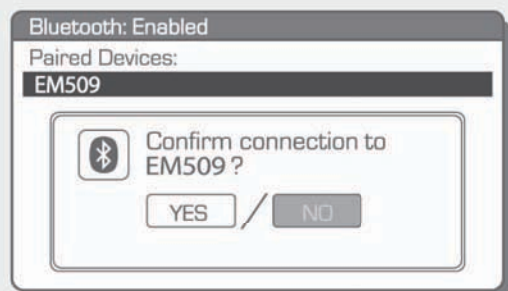 Bluetooth: Enabled
Paired Devices:
EM509
Confirm connection to
EM509 ?
YES / NO